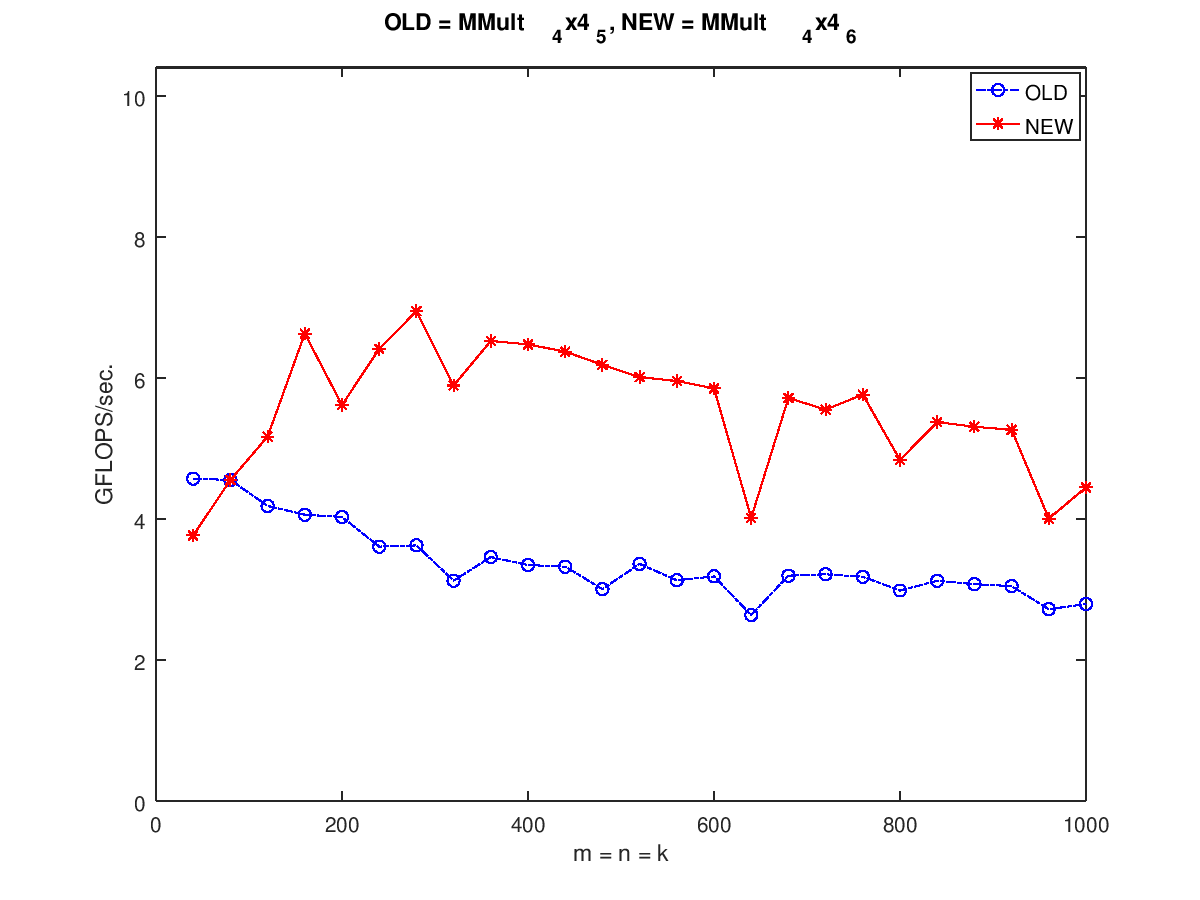 OLD = MMult 4x4 5, NEW = MMult 4x4 6
OLD
NEW
10
8
6
4
2
0
GFLOPS/sec.
0 200 400 600 800 1000
m = n = k